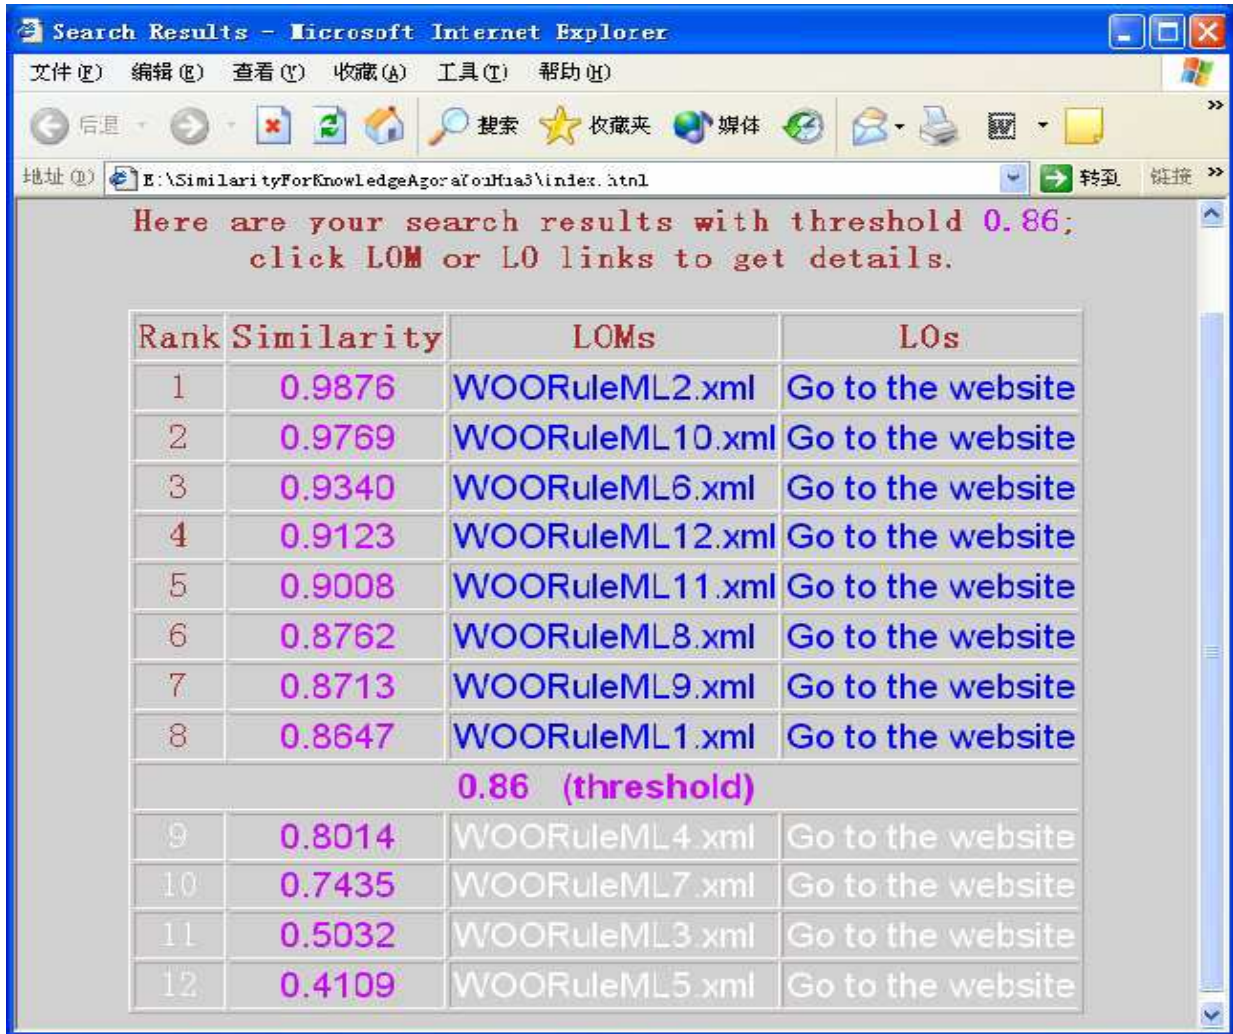 Search Results - Microsoft Internet Explorer
文件(F) 编辑(E) 查看(V) 收藏(A) 工具(T) 帮助(H)
后退 搜索 收藏夹 媒体 W »
地址(D) E:\SimilarityForKnowledgeAgoraYouHia3\index.html 转到 链接 »
Here are your search results with threshold 0.86;
click LOM or LO links to get details.
Rank Similarity LOMs LOs
1 0.9876 WOORuleML2.xml Go to the website
2 0.9769 WOORuleML10.xml Go to the website
3 0.9340 WOORuleML6.xml Go to the website
4 0.9123 WOORuleML12.xml Go to the website
5 0.9008 WOORuleML11.xml Go to the website
6 0.8762 WOORuleML8.xml Go to the website
7 0.8713 WOORuleML9.xml Go to the website
8 0.8647 WOORuleML1.xml Go to the website
0.86 (threshold)
9 0.8014 WOORuleML4.xml Go to the website
10 0.7435 WOORuleML7.xml Go to the website
11 0.5032 WOORuleML3.xml Go to the website
12 0.4109 WOORuleML5.xml Go to the website